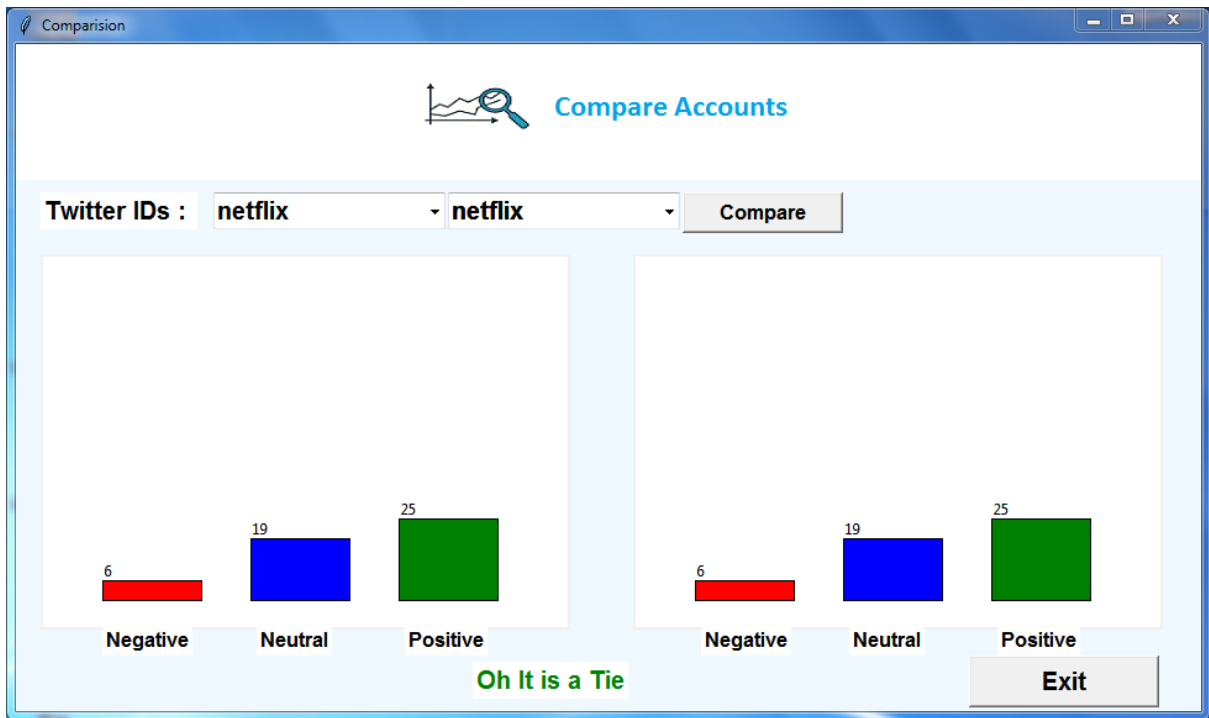 Comparision
Compare Accounts
Twitter IDs : netflix netflix Compare
25 25
19 19
6 6
Negative Neutral Positive Negative Neutral Positive
Oh It is a Tie Exit